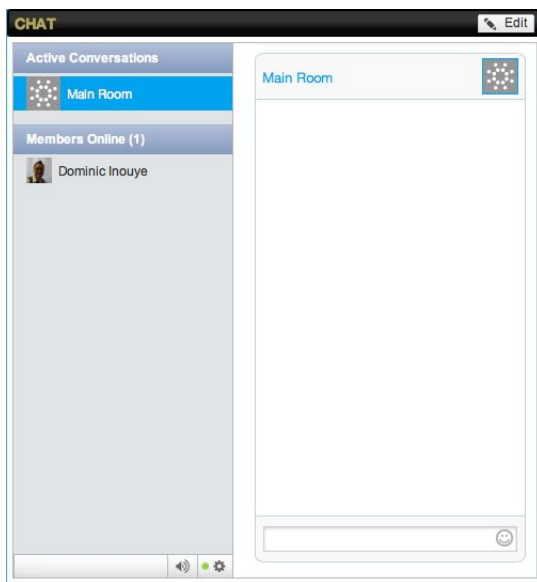 CHAT
Edit
Active Conversations
Main Room
Members Online (1)
Dominic Inouye
Main Room